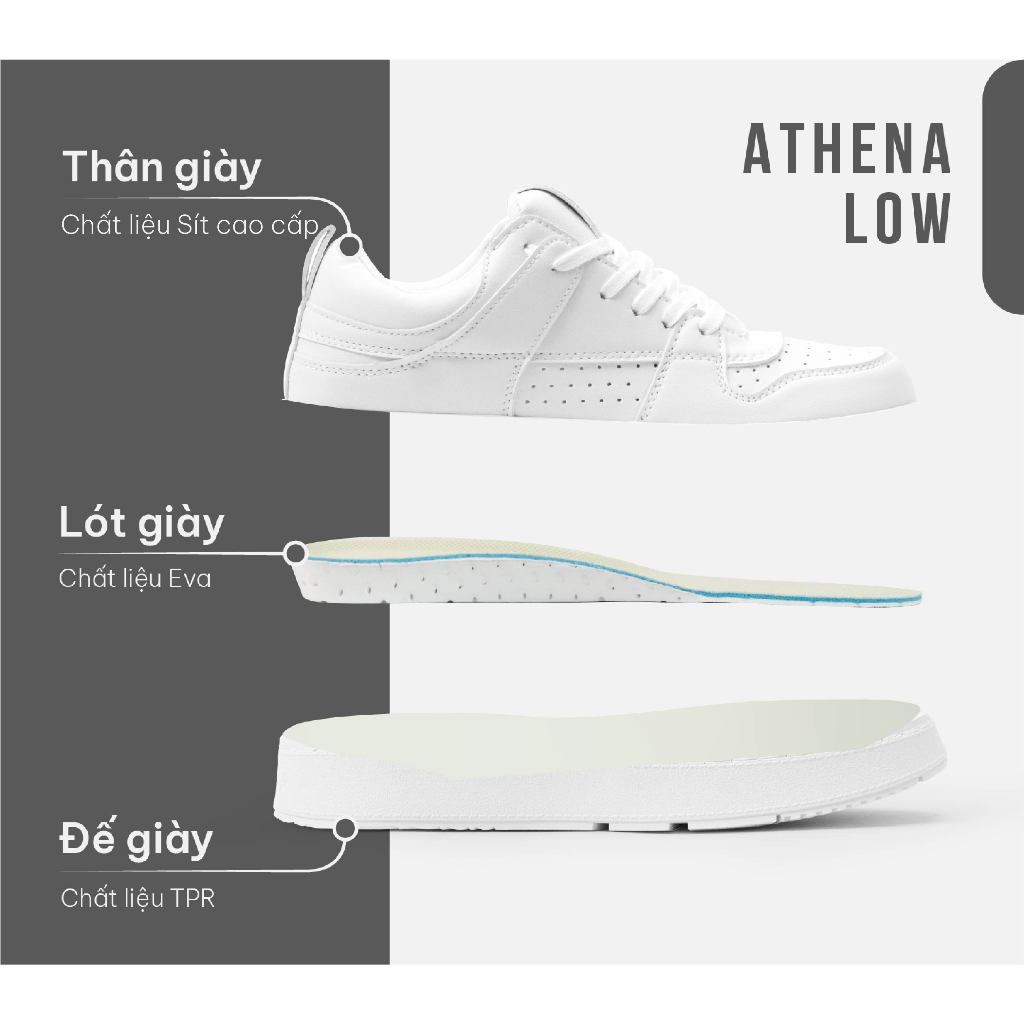 ATHENA
LOW
Thân giày
Chất liệu Sít cao cấp
Lót giày
Chất liệu Eva
Đế giày
Chất liệu TPR